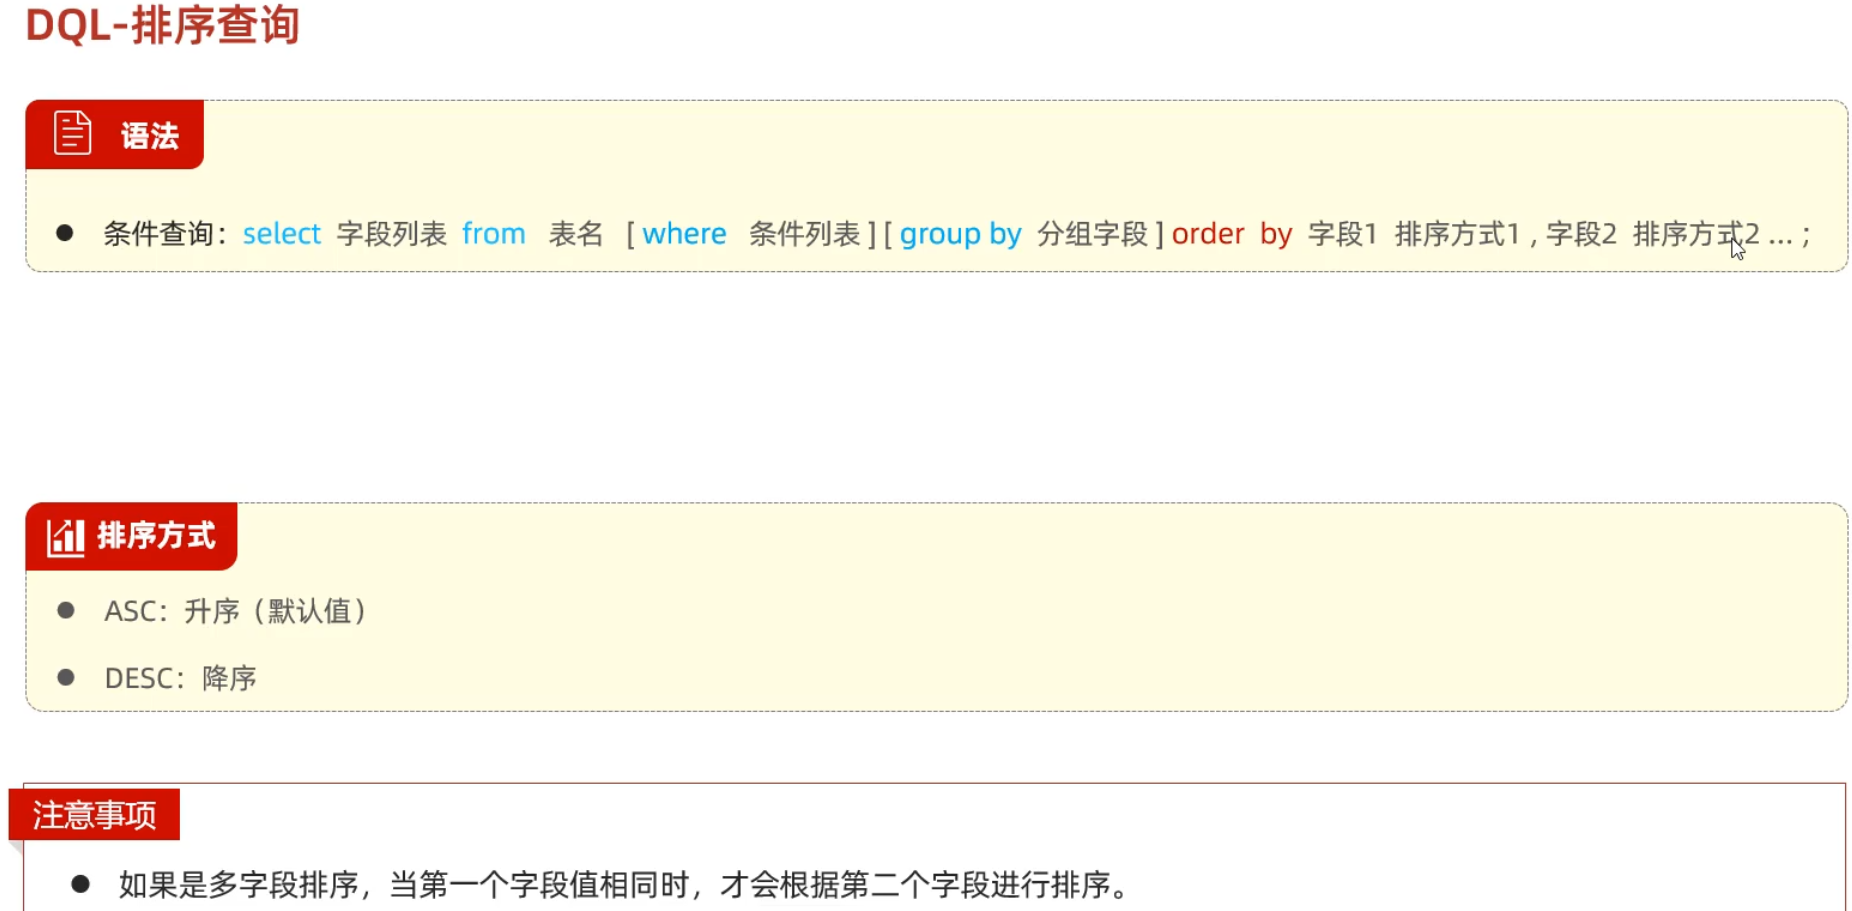 DQL-排序查询
语法
条件查询：select 字段列表 from 表名 [ where 条件列表 ] [ group by 分组字段 ] order by 字段1 排序方式1 , 字段2 排序方式2 … ;
排序方式
ASC：升序（默认值）
DESC：降序
注意事项
如果是多字段排序，当第一个字段值相同时，才会根据第二个字段进行排序。